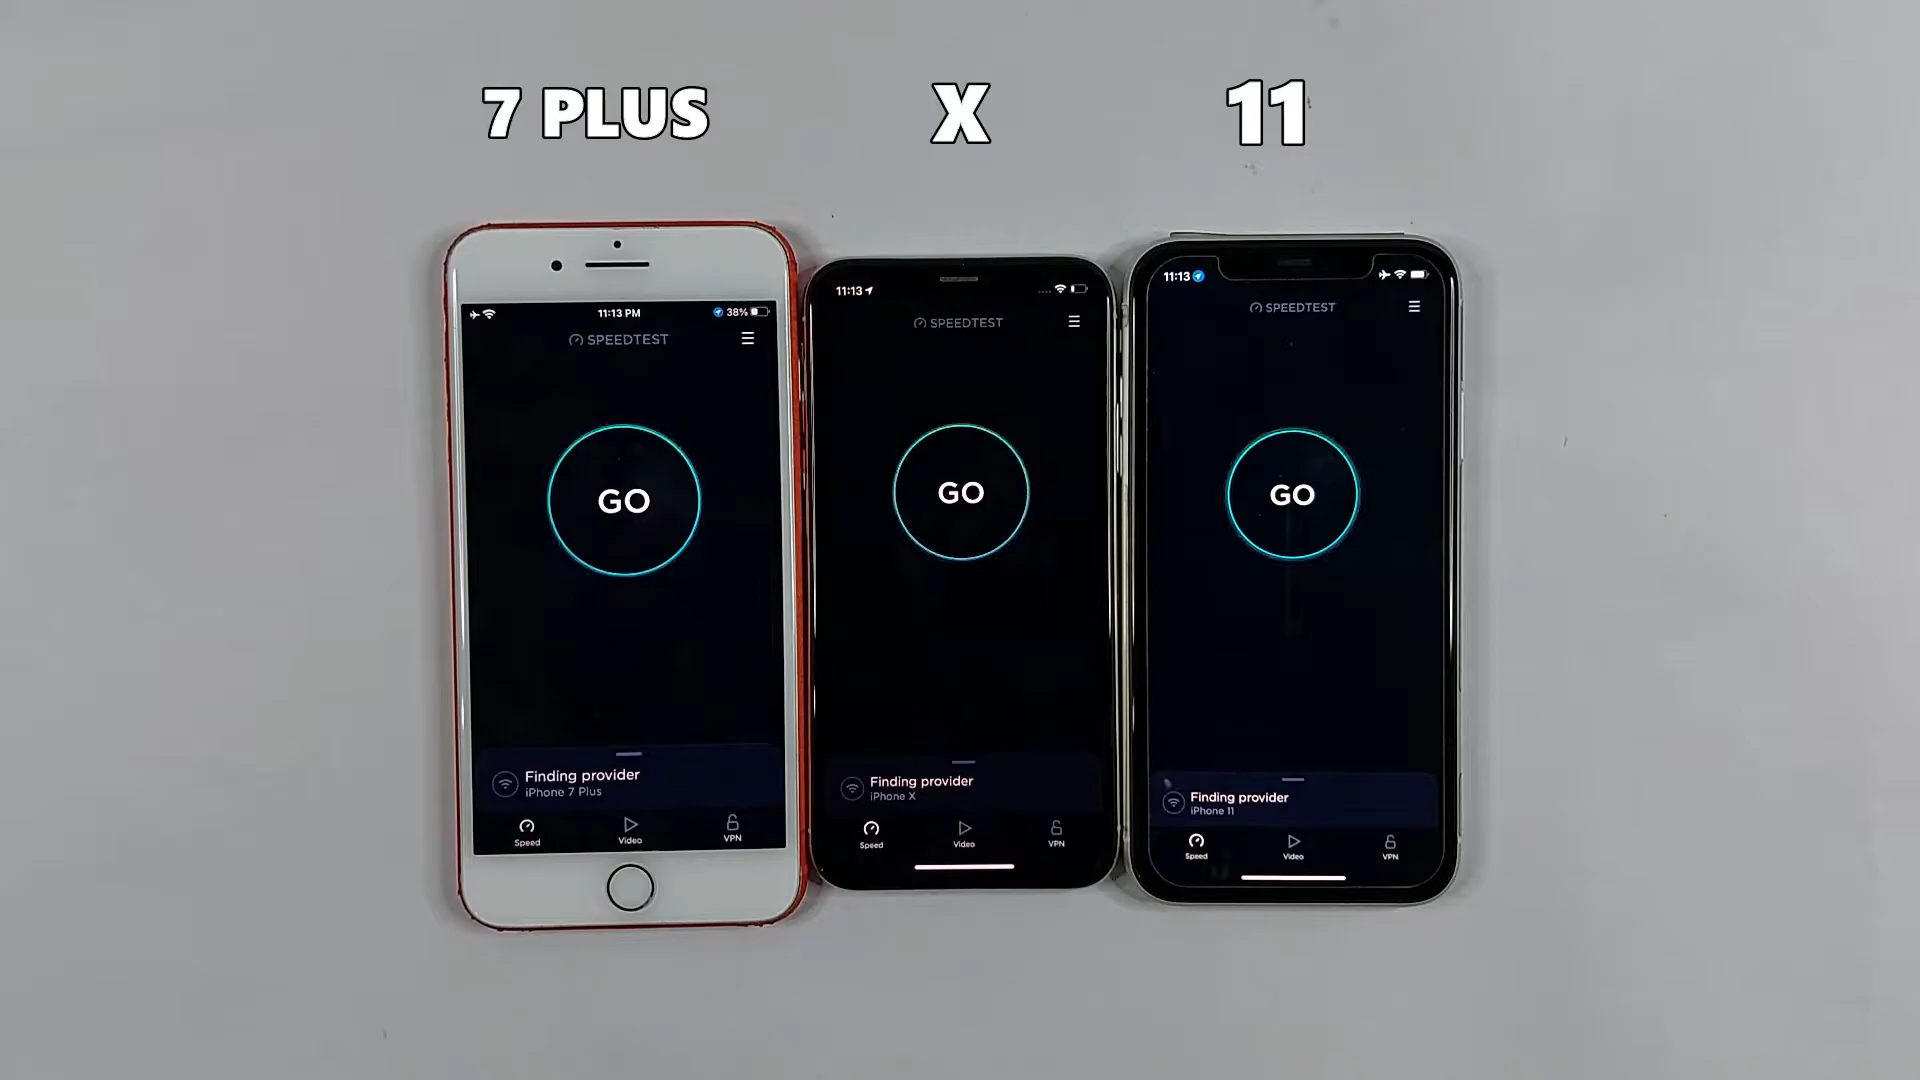 7 PLUS
X
11
11:13 PM
38%
SPEEDTEST
GO
Finding provider
iPhone 7 Plus
Speed
Video
VPN
11:13
SPEEDTEST
GO
Finding provider
iPhone X
Speed
Video
VPN
11:13
SPEEDTEST
GO
Finding provider
iPhone 11
Speed
Video
VPN